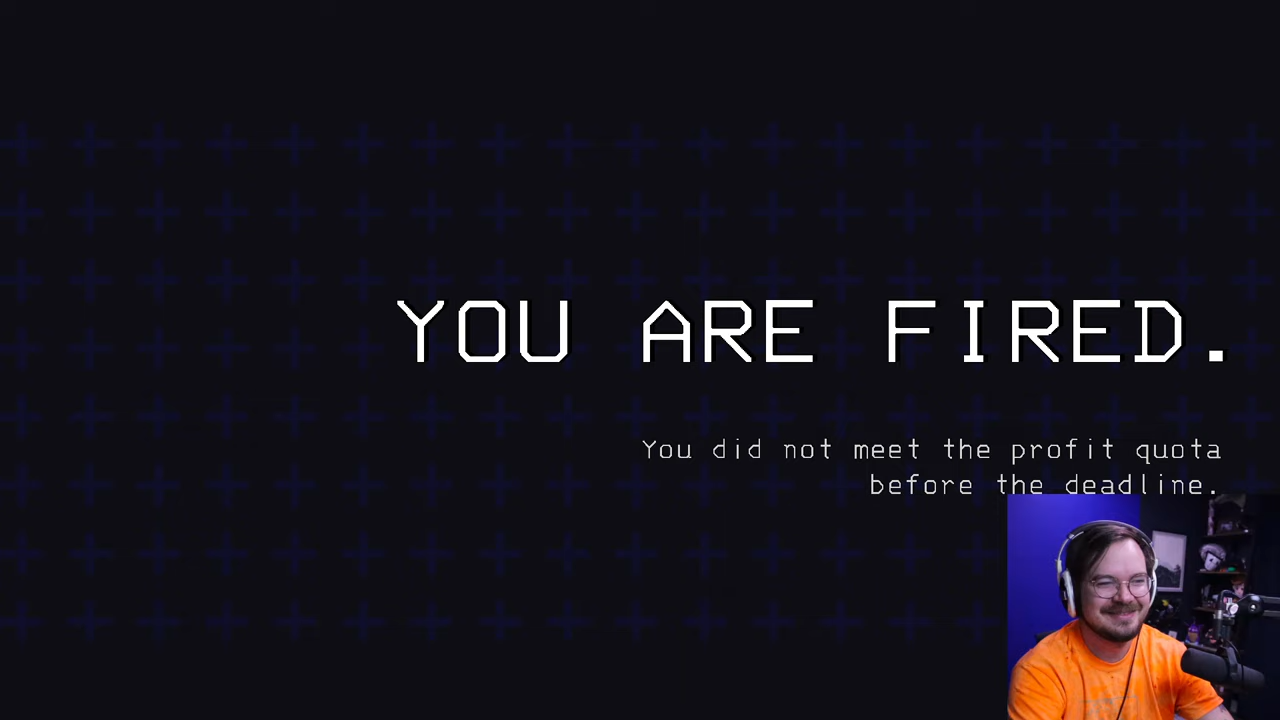 YOU ARE FIRED.
You did not meet the profit quota
before the deadline.